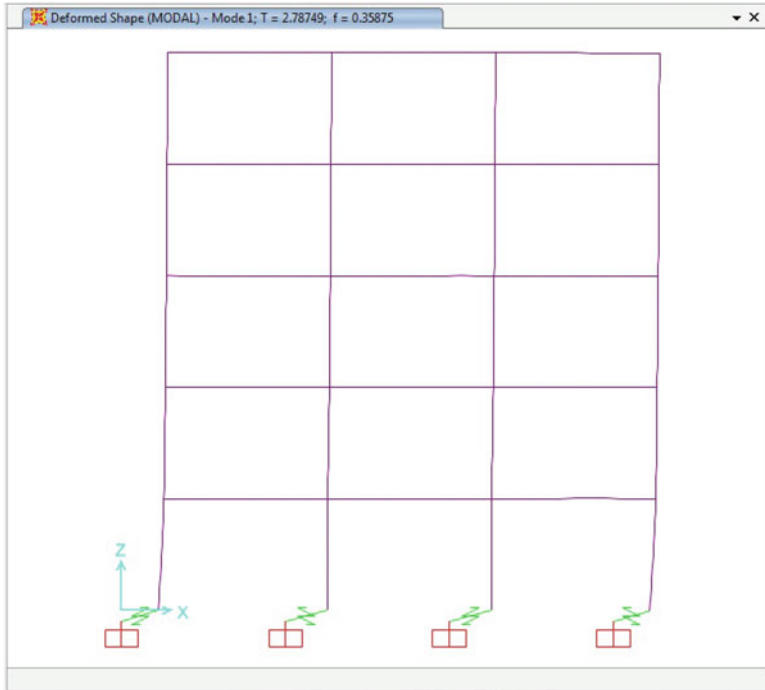 Deformed Shape (MODAL) - Mode 1; T = 2.78749; f = 0.35875
Z
X